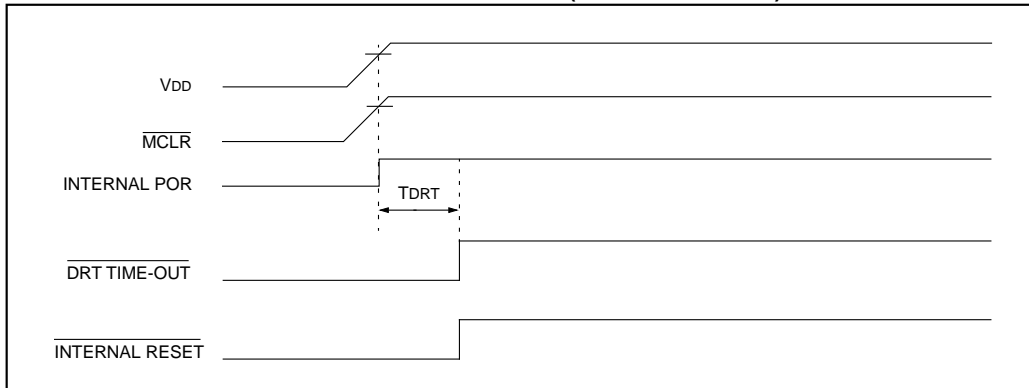 VDD
MCLR
INTERNAL POR
TDRT
DRT TIME-OUT
INTERNAL RESET